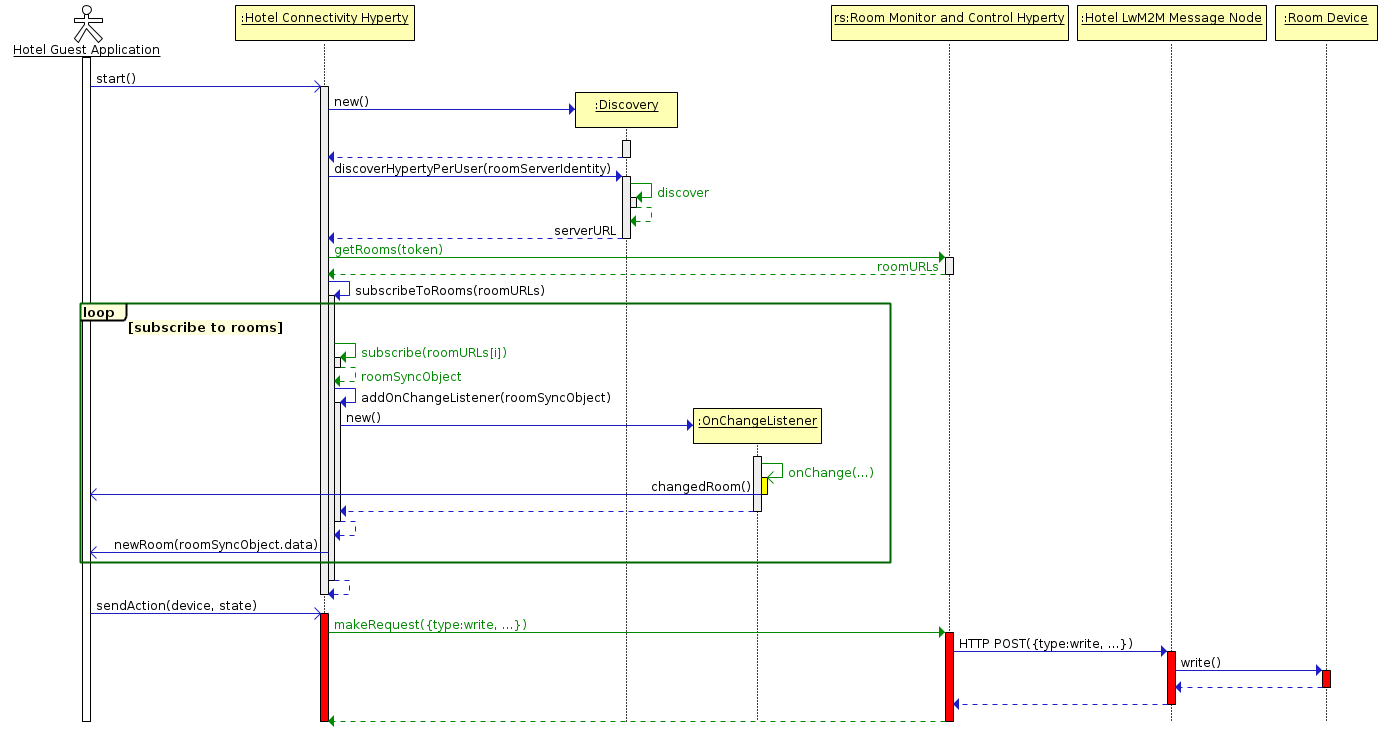 :Hotel Connectivity Hyperty
rs:Room Monitor and Control Hyperty
:Hotel LwM2M Message Node
:Room Device
Hotel Guest Application
start()
new()
:Discovery
discoverHypertyPerUser(roomServerIdentity)
discover
serverURL
getRooms(token)
roomURLs
subscribeToRooms(roomURLs)
loop
[subscribe to rooms]
subscribe(roomURLs[i])
roomSyncObject
addOnChangeListener(roomSyncObject)
new()
:OnChangeListener
onChange(...)
changedRoom()
newRoom(roomSyncObject.data)
sendAction(device, state)
makeRequest({type:write, ...})
HTTP POST({type:write, ...})
write()